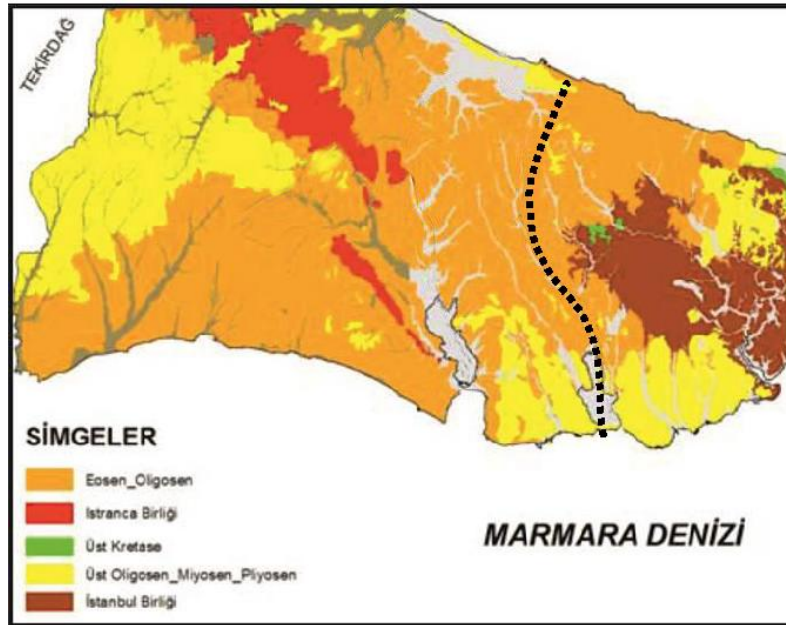 TEKİRDAĞ
SİMGELER
Eosen_Oligosen
Istranca Birliği
Üst Kretase
Üst Oligosen_Miyosen_Pliyosen
İstanbul Birliği
MARMARA DENİZİ